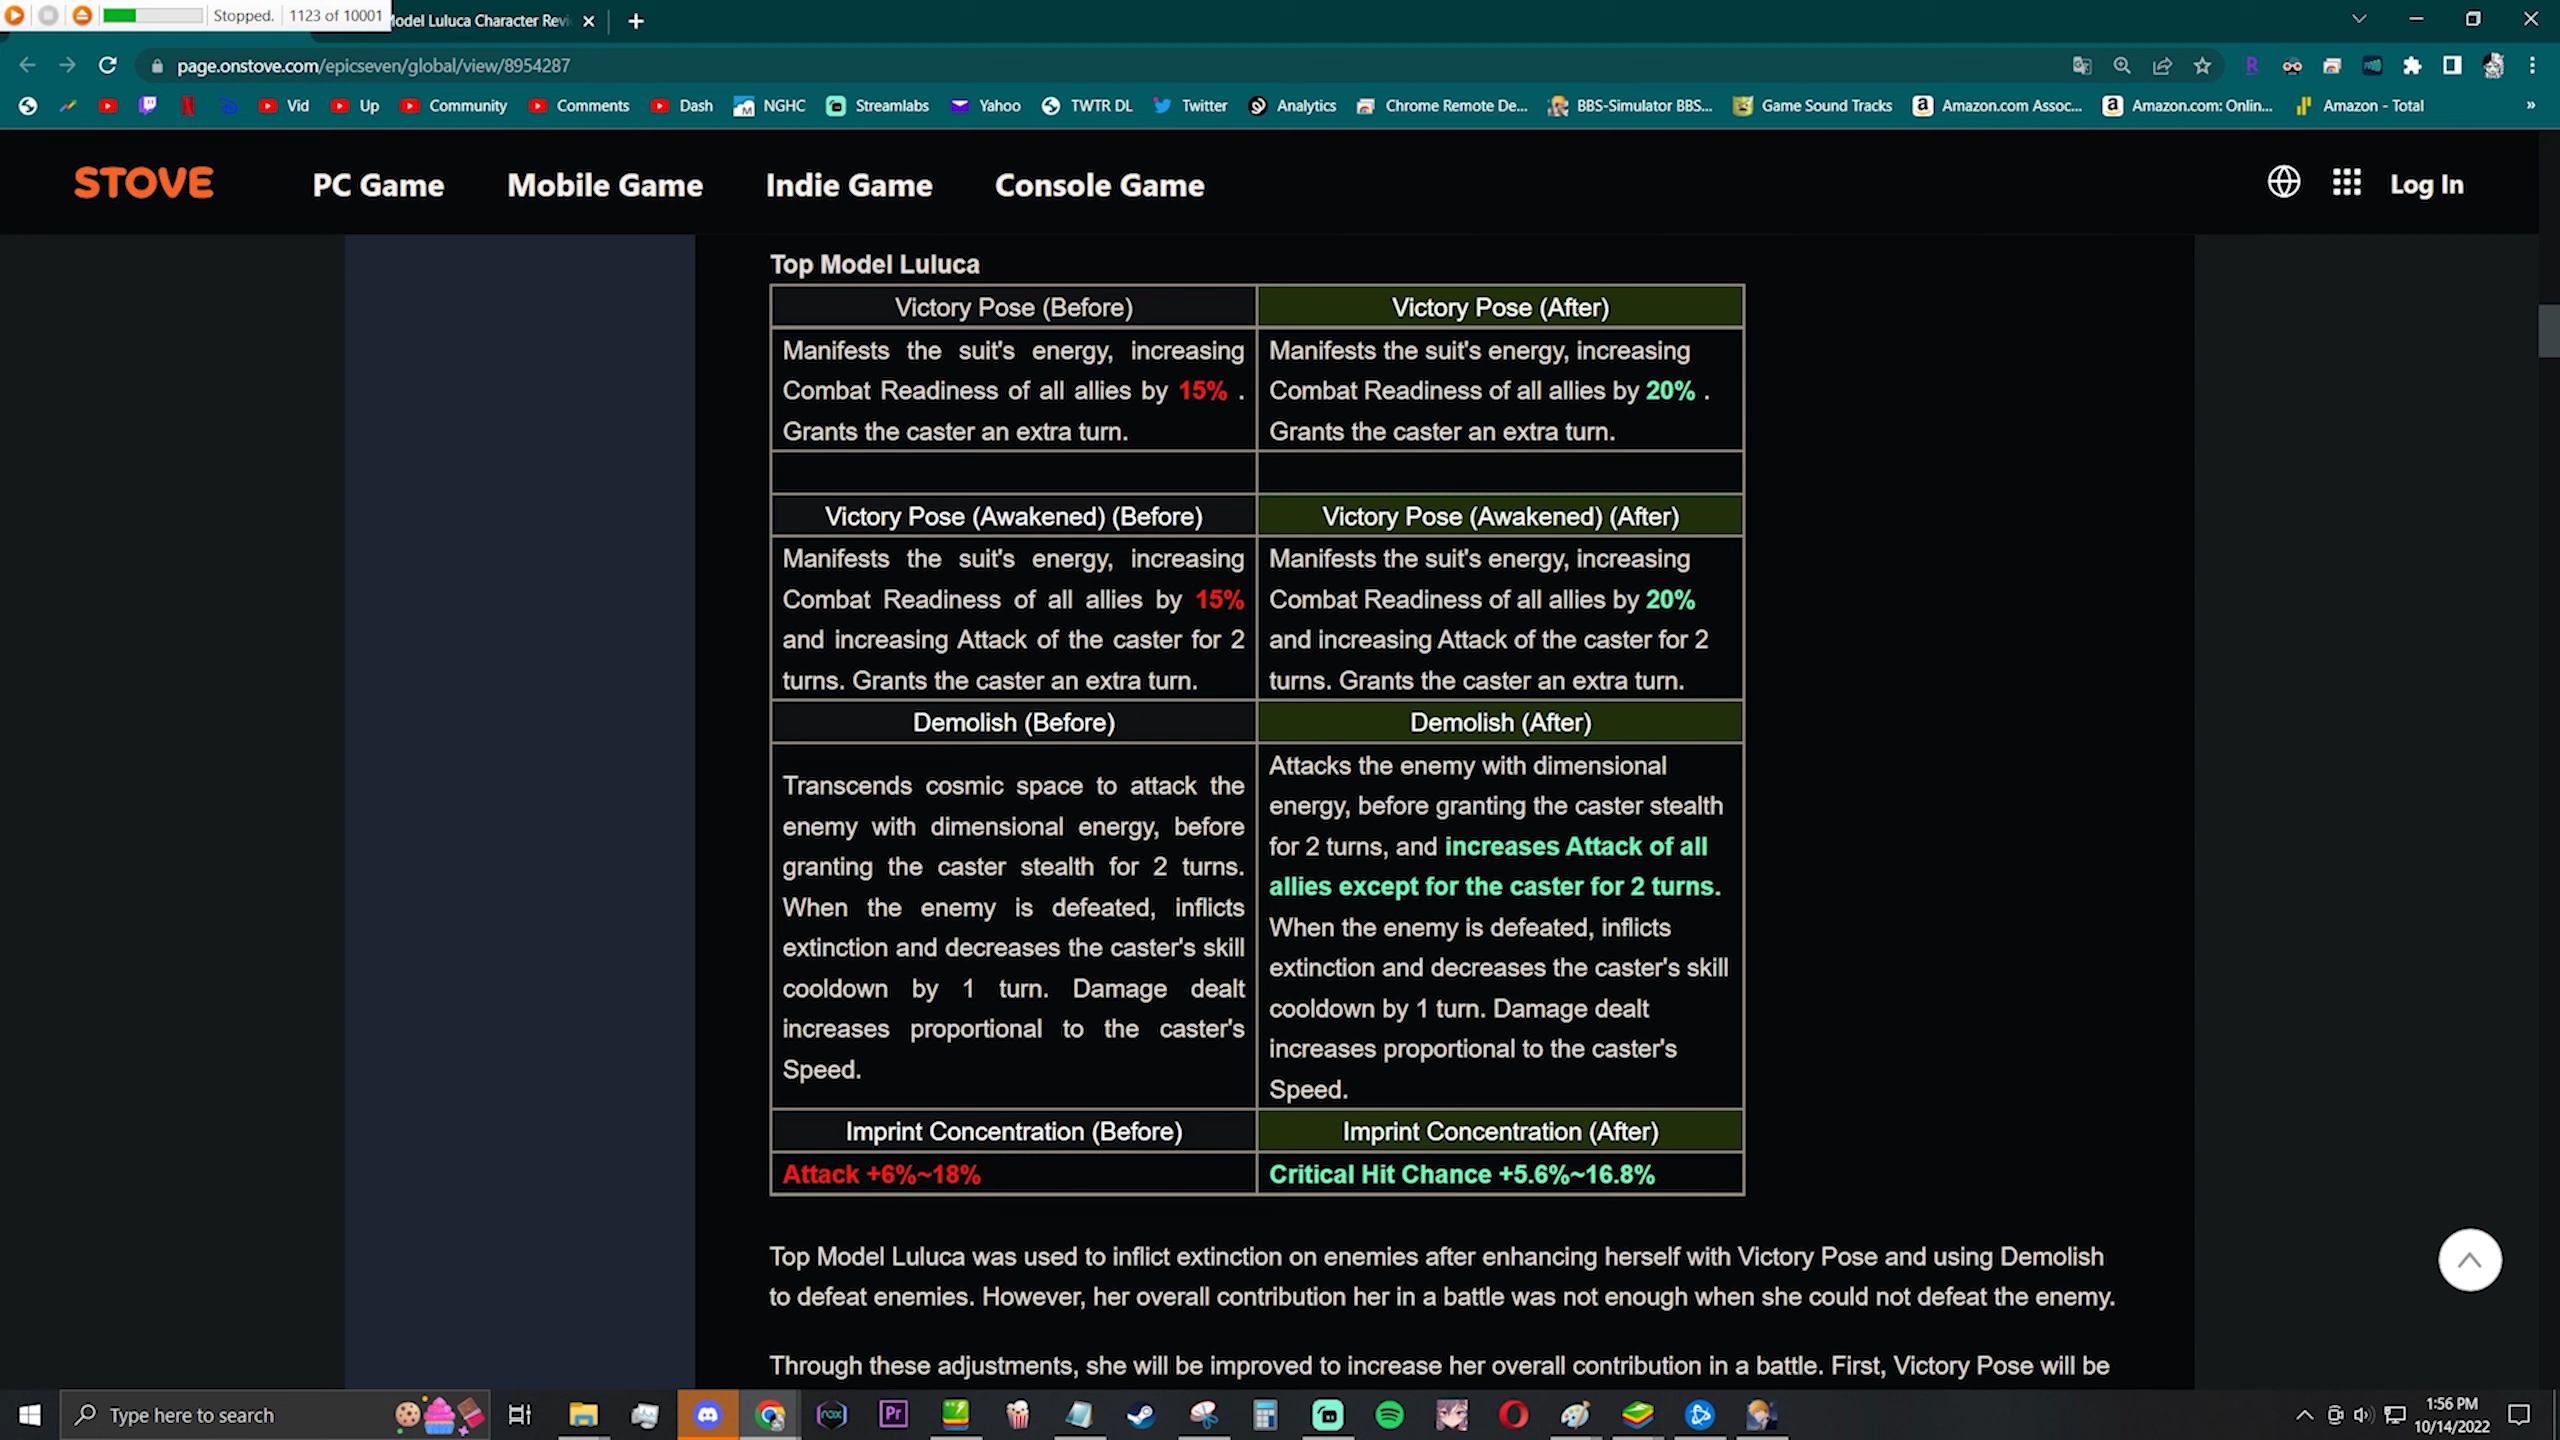 Stopped. 1123 of 10001
odel Luluca Character Revi
page.onstove.com/epicseven/global/view/8954287
Vid Up Community Comments Dash NGHC Streamlabs Yahoo TWTR DL Twitter Analytics Chrome Remote De... BBS-Simulator BBS... Game Sound Tracks Amazon.com Assoc... Amazon.com: Onlin... Amazon - Total »
STOVE PC Game Mobile Game Indie Game Console Game Log In
Top Model Luluca
Victory Pose (Before)
Victory Pose (After)
Manifests the suit's energy, increasing
Combat Readiness of all allies by 15% .
Grants the caster an extra turn.
Manifests the suit's energy, increasing
Combat Readiness of all allies by 20% .
Grants the caster an extra turn.
Victory Pose (Awakened) (Before)
Victory Pose (Awakened) (After)
Manifests the suit's energy, increasing
Combat Readiness of all allies by 15%
and increasing Attack of the caster for 2
turns. Grants the caster an extra turn.
Manifests the suit's energy, increasing
Combat Readiness of all allies by 20%
and increasing Attack of the caster for 2
turns. Grants the caster an extra turn.
Demolish (Before)
Demolish (After)
Transcends cosmic space to attack the
enemy with dimensional energy, before
granting the caster stealth for 2 turns.
When the enemy is defeated, inflicts
extinction and decreases the caster's skill
cooldown by 1 turn. Damage dealt
increases proportional to the caster's
Speed.
Attacks the enemy with dimensional
energy, before granting the caster stealth
for 2 turns, and increases Attack of all
allies except for the caster for 2 turns.
When the enemy is defeated, inflicts
extinction and decreases the caster's skill
cooldown by 1 turn. Damage dealt
increases proportional to the caster's
Speed.
Imprint Concentration (Before)
Imprint Concentration (After)
Attack +6%~18%
Critical Hit Chance +5.6%~16.8%
Top Model Luluca was used to inflict extinction on enemies after enhancing herself with Victory Pose and using Demolish
to defeat enemies. However, her overall contribution her in a battle was not enough when she could not defeat the enemy.
Through these adjustments, she will be improved to increase her overall contribution in a battle. First, Victory Pose will be
Type here to search
nox
Pr
1:56 PM
10/14/2022